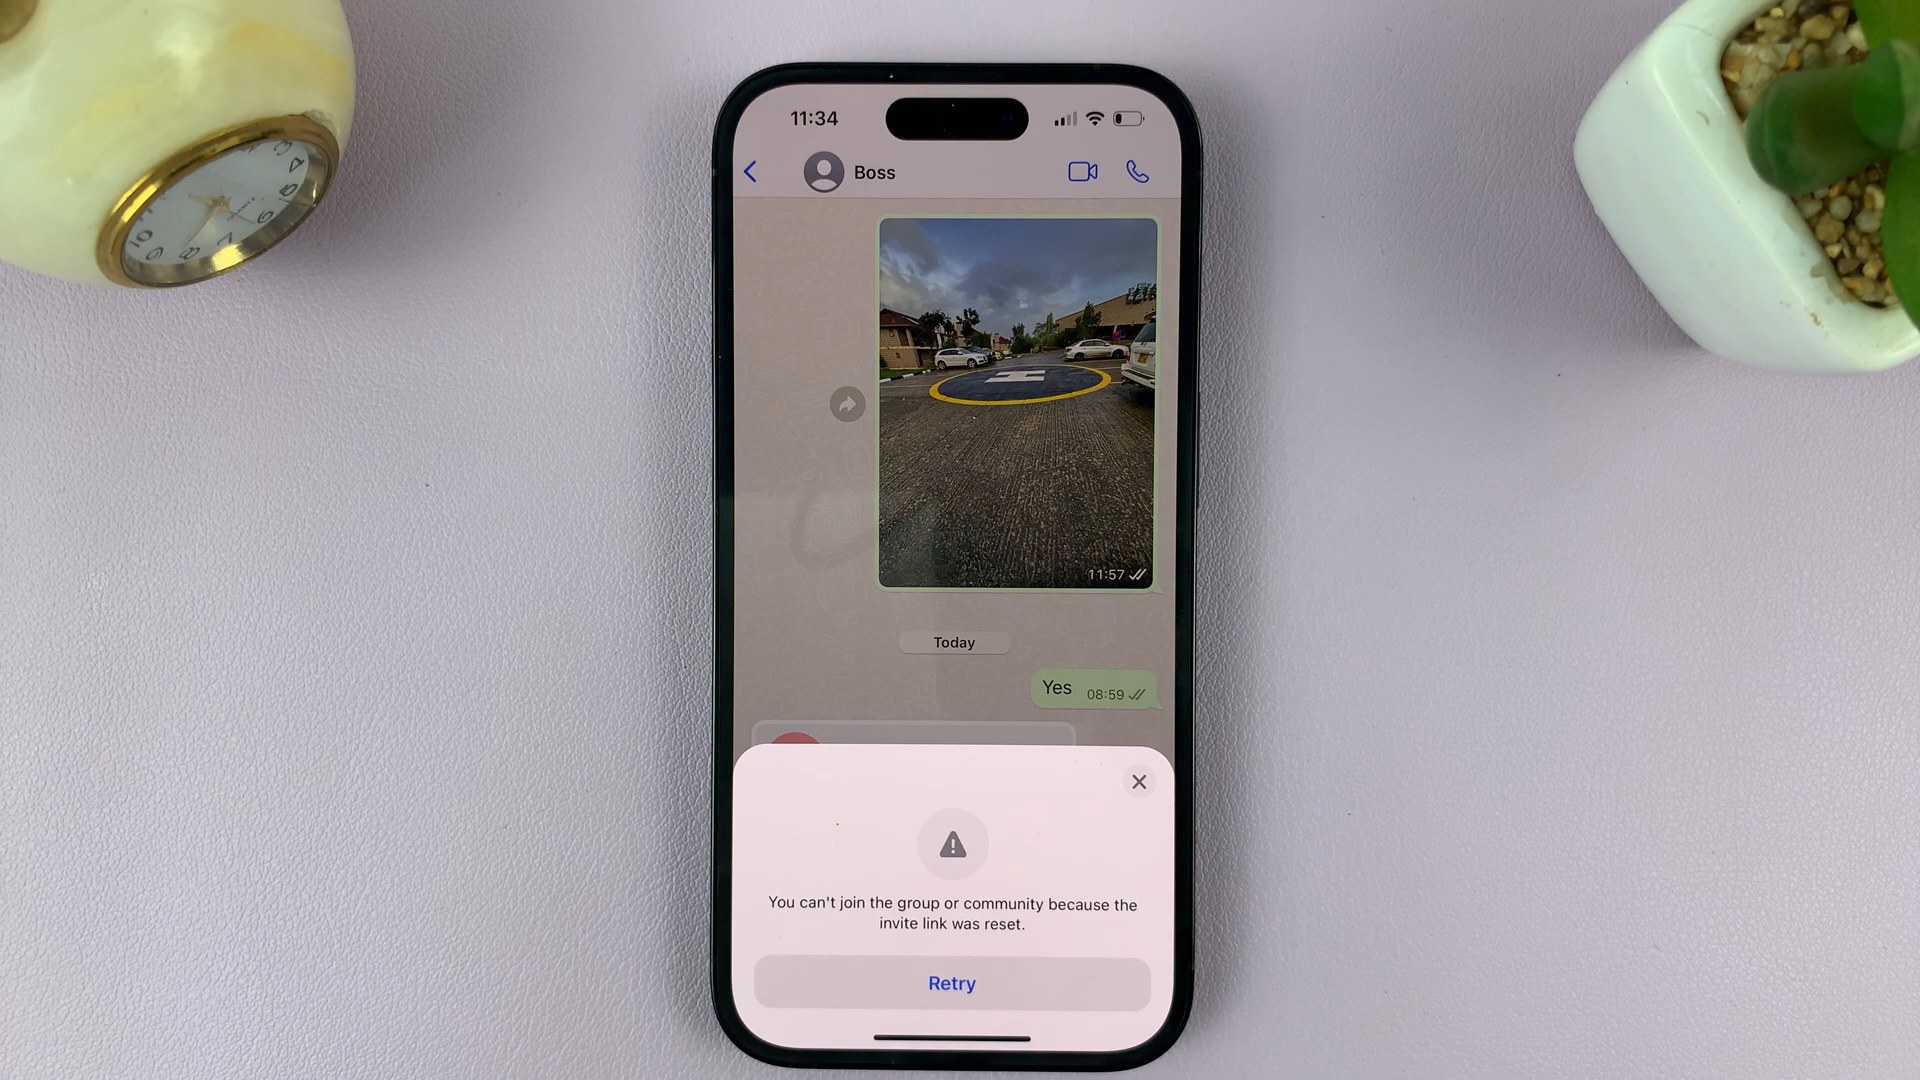 11:34
Boss
H
11:57
Today
Yes 08:59
You can't join the group or community because the
invite link was reset.
Retry